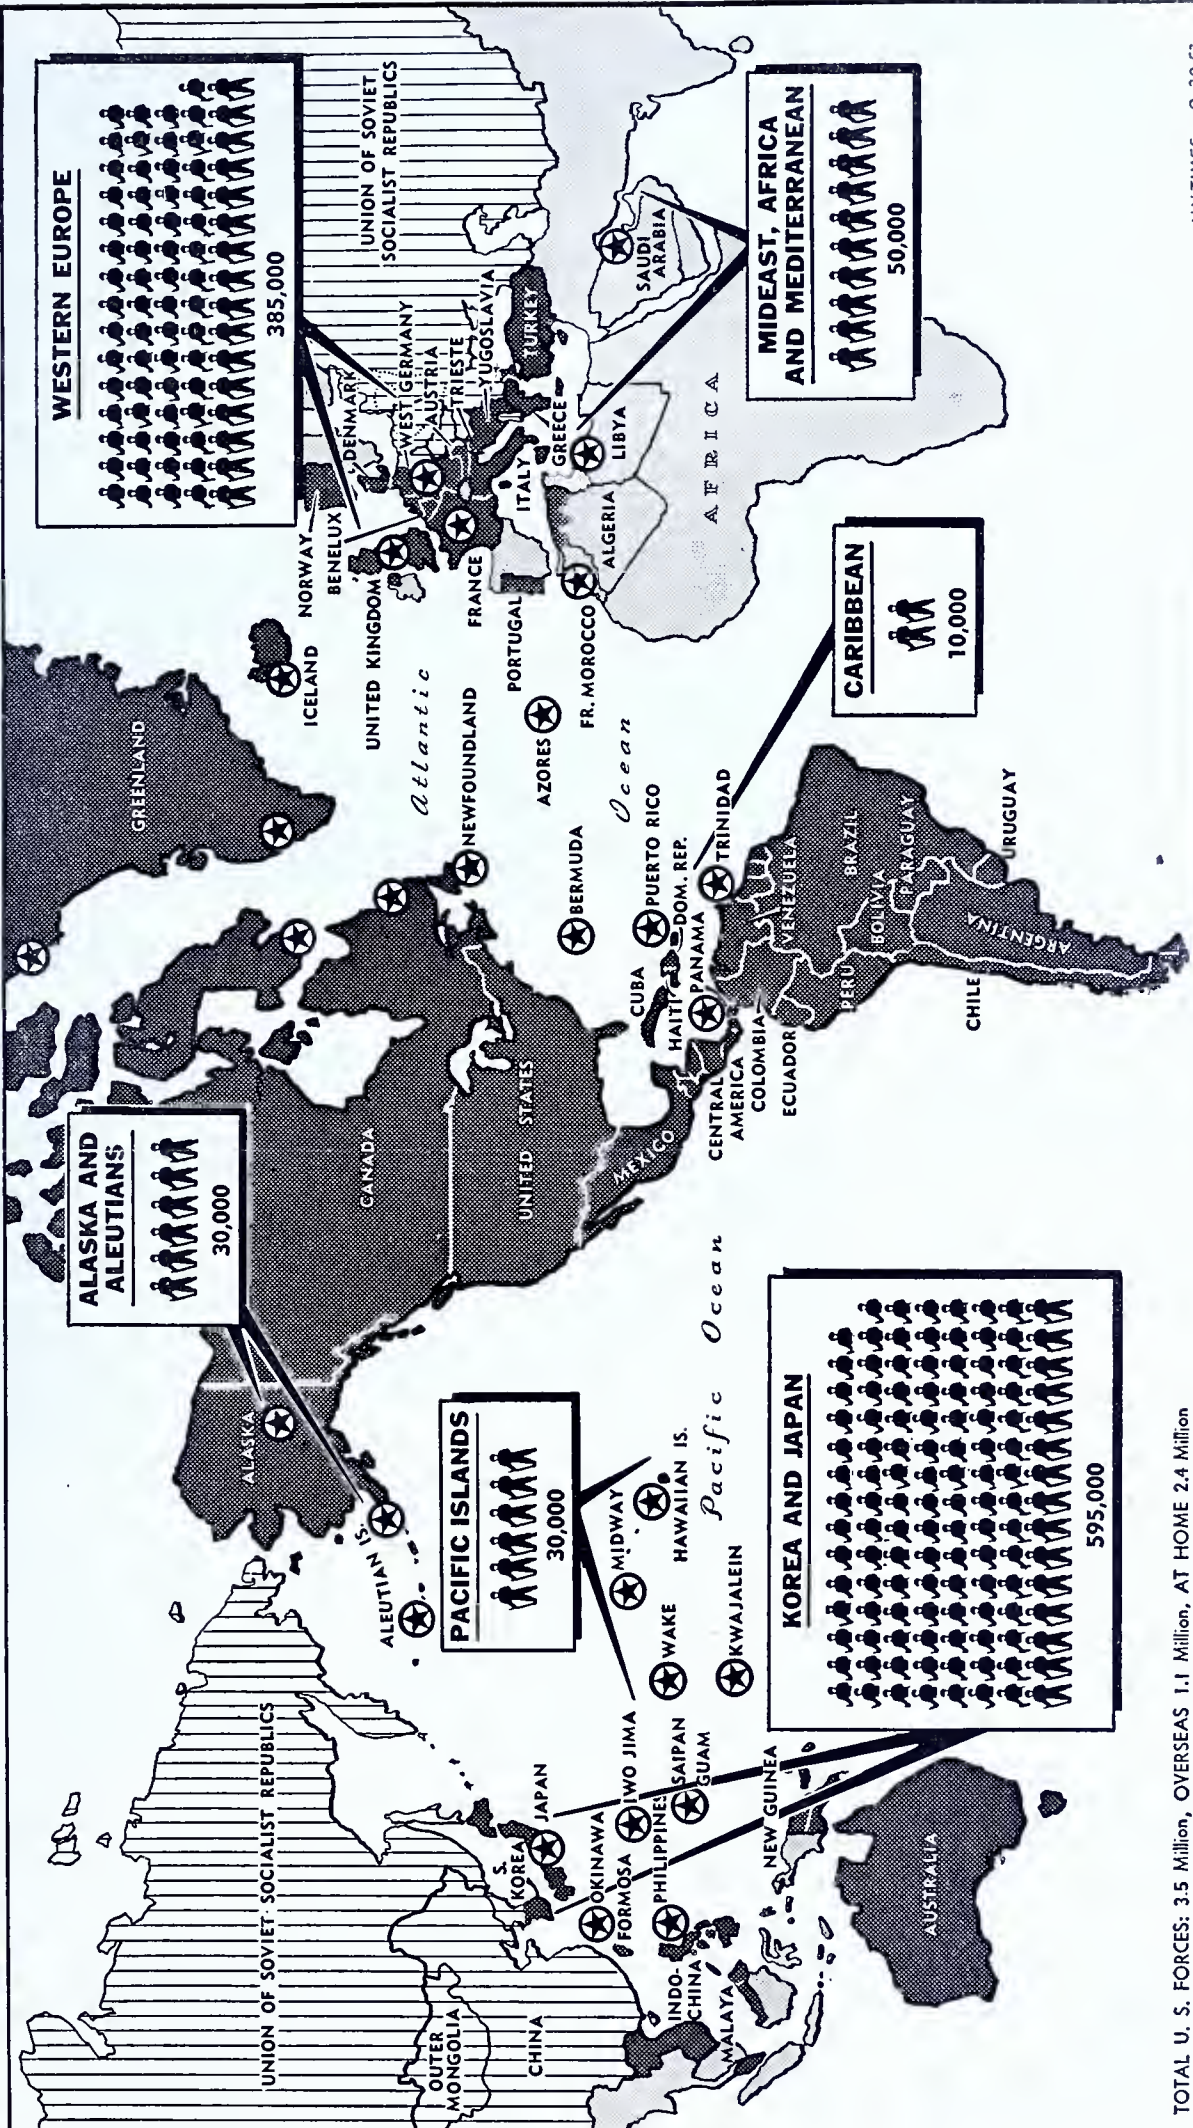 UNION OF SOVIET SOCIALIST REPUBLICS
OUTER
MONGOLIA
CHINA
S.
KOREA
JAPAN
OKINAWA
FORMOSA
IWO JIMA
PHILIPPINES
SAIPAN
GUAM
INDO-
CHINA
MALAYA
NEW GUINEA
AUSTRALIA
ALEUTIAN IS.
ALASKA
MIDWAY
WAKE
HAWAIIAN IS.
KWAJALEIN
Pacific Ocean
PACIFIC ISLANDS
30,000
KOREA AND JAPAN
595,000
ALASKA AND
ALEUTIANS
30,000
CANADA
UNITED STATES
MEXICO
CENTRAL
AMERICA
COLOMBIA
ECUADOR
CUBA
HAITI
PANAMA
DOM. REP.
PUERTO RICO
TRINIDAD
BERMUDA
VENEZUELA
BRAZIL
BOLIVIA
PARAGUAY
PERU
CHILE
ARGENTINA
URUGUAY
GREENLAND
NEWFOUNDLAND
Atlantic
Ocean
AZORES
ICELAND
CARIBBEAN
10,000
WESTERN EUROPE
385,000
NORWAY
DENMARK
BENELUX
UNITED KINGDOM
WEST GERMANY
AUSTRIA
TRIESTE
YUGOSLAVIA
FRANCE
PORTUGAL
ITALY
GREECE
TURKEY
FR. MOROCCO
ALGERIA
LIBYA
AFRICA
SAUDI
ARABIA
UNION OF SOVIET
SOCIALIST REPUBLICS
MIDEAST, AFRICA
AND MEDITERRANEAN
50,000
TOTAL U. S. FORCES: 3.5 Million, OVERSEAS 1.1 Million, AT HOME 2.4 Million